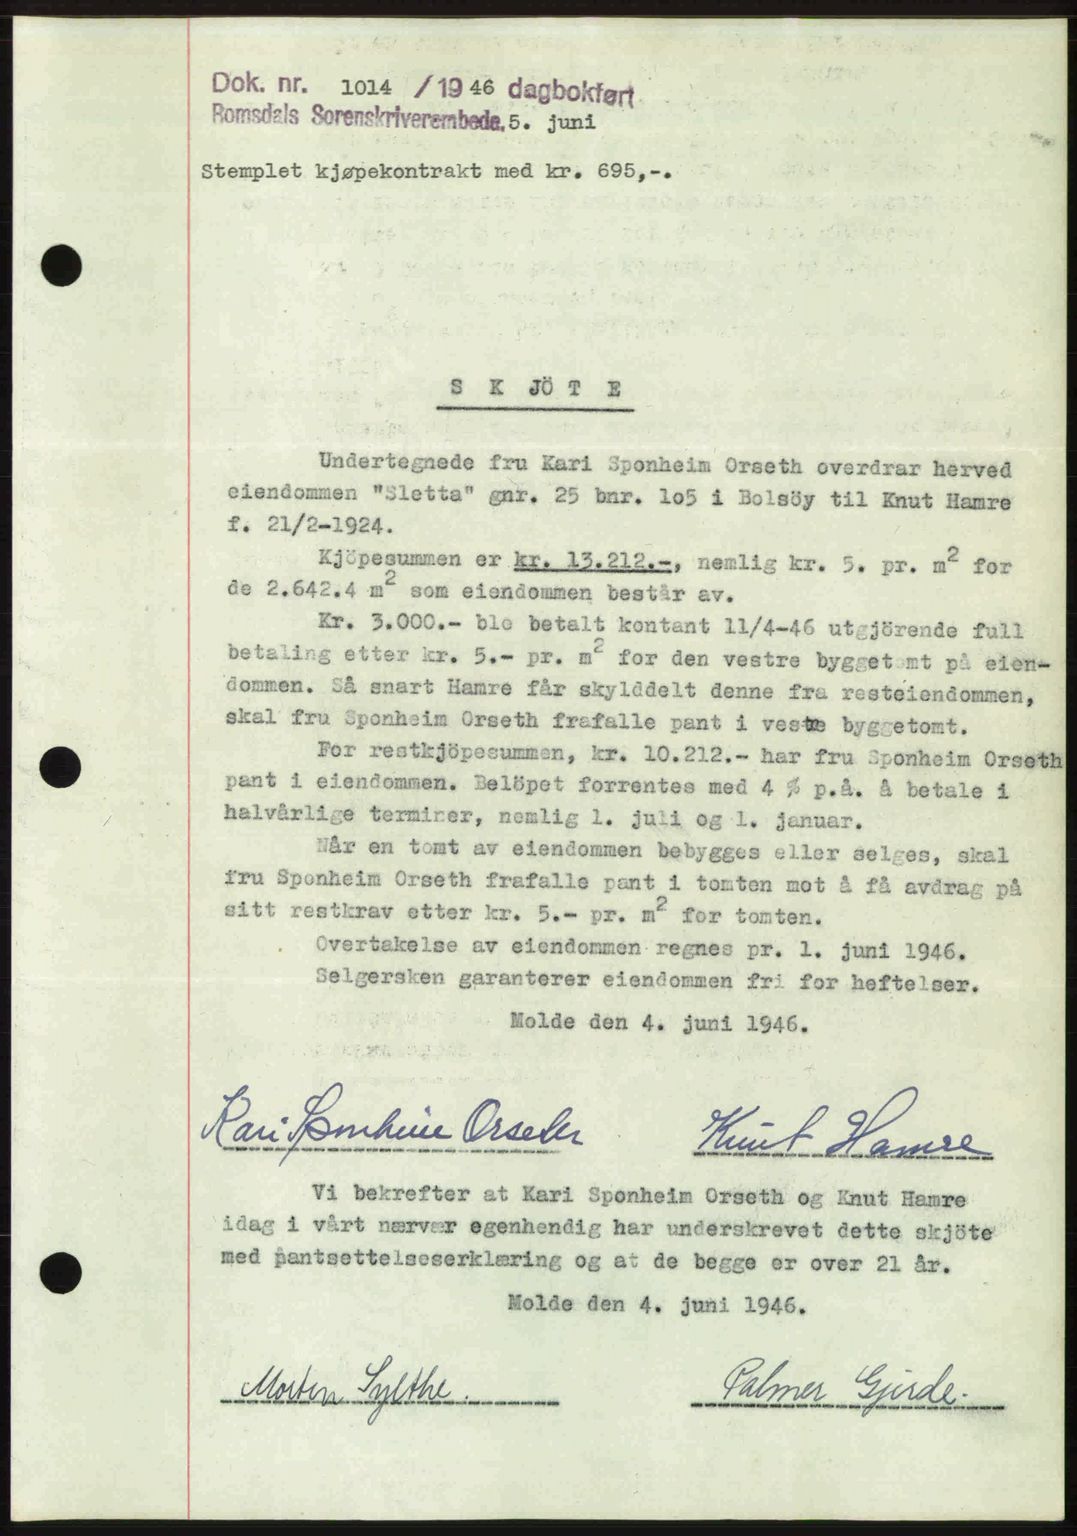 Dok. nr. 1014 /1946 dagbokført
Romsdals Sorenskriverembede, 5. juni
Stemplet kjøpekontrakt med kr. 695,-.
S K JÖ T E
Undertegnede fru Kari Sponheim Orseth overdrar herved
eiendommen "Sletta" gnr. 25 bnr. 1o5 i Bolsöy til Knut Hamre
f. 21/2-1924.
Kjöpesummen er kr. 13.212.-, nemlig kr. 5. pr. m2 for
de 2.642.4 m2 som eiendommen består av.
Kr. 3.000.- ble betalt kontant 11/4-46 utgjörende full
betaling etter kr. 5.- pr. m2 for den vestre byggetomt på eien-
dommen. Så snart Hamre får skylddelt denne fra resteiendommen,
skal fru Sponheim Orseth frafalle pant i vestre byggetomt.
For restkjöpesummen, kr. 10.212.- har fru Sponheim Orseth
pant i eiendommen. Belöpet forrentes med 4 % p.å. å betale i
halvårlige terminer, nemlig 1. juli og 1. januar.
Når en tomt av eiendommen bebygges eller selges, skal
fru Sponheim Orseth frafalle pant i tomten mot å få avdrag på
sitt restkrav etter kr. 5.- pr. m2 for tomten.
Overtakelse av eiendommen regnes pr. 1. juni 1946.
Selgersken garanterer eiendommen fri for heftelser.
Molde den 4. juni 1946.
Kari Sponheim Orseth Knut Hamre
Vi bekrefter at Kari Sponheim Orseth og Knut Hamre
idag i vårt nærvær egenhendig har underskrevet dette skjöte
med pantsettelseserklæring og at de begge er over 21 år.
Molde den 4. juni 1946.
Morten Sylthe. Palmer Gjerde.